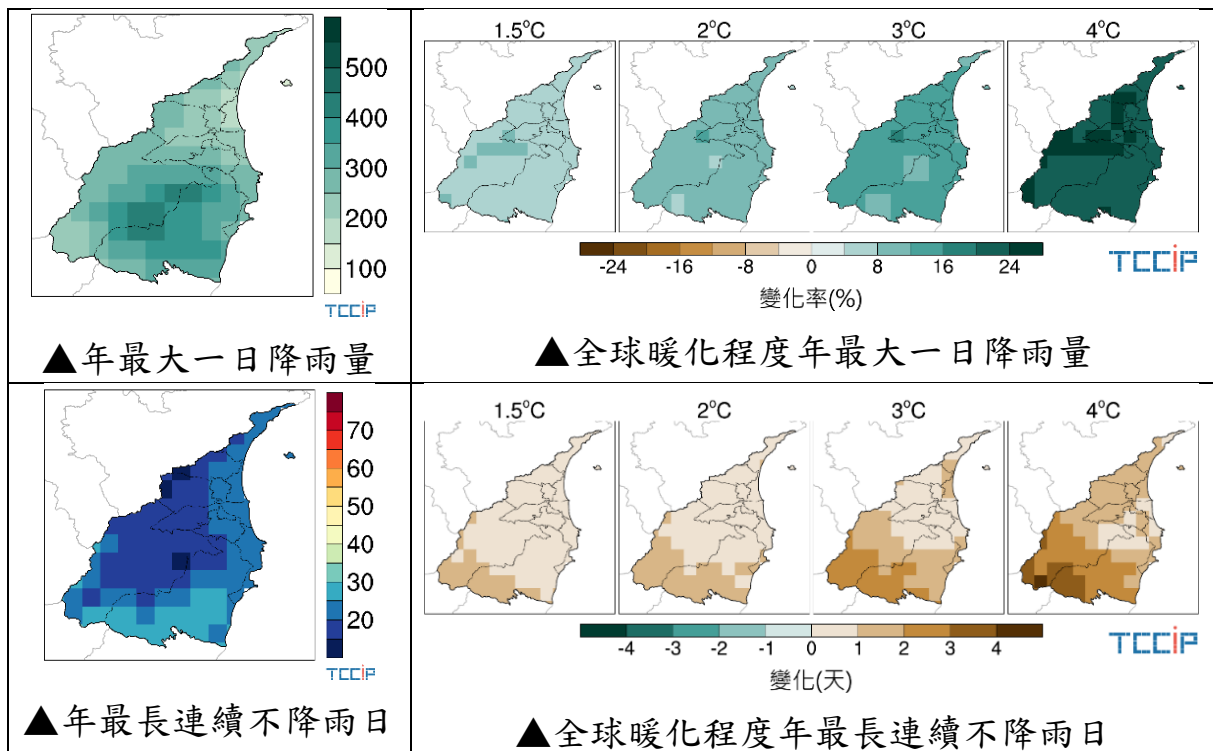 500
400
300
200
100
TCCIP
▲年最大一日降雨量
1.5°C 2°C 3°C 4°C
-24 -16 -8 0 8 16 24
變化率(%)
TCCIP
▲全球暖化程度年最大一日降雨量
70
60
50
40
30
20
TCCIP
▲年最長連續不降雨日
1.5°C 2°C 3°C 4°C
-4 -3 -2 -1 0 1 2 3 4
變化(天)
TCCIP
▲全球暖化程度年最長連續不降雨日